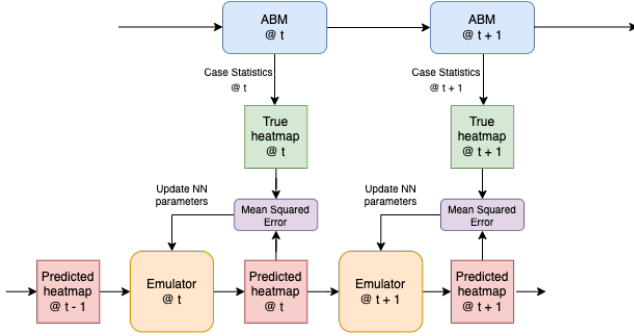 ABM
@ t
ABM
@ t + 1
Case Statistics
@ t
Case Statistics
@ t + 1
True
heatmap
@ t
True
heatmap
@ t + 1
Update NN
parameters
Mean Squared
Error
Update NN
parameters
Mean Squared
Error
Predicted
heatmap
@ t - 1
Emulator
@ t
Predicted
heatmap
@ t
Emulator
@ t + 1
Predicted
heatmap
@ t + 1